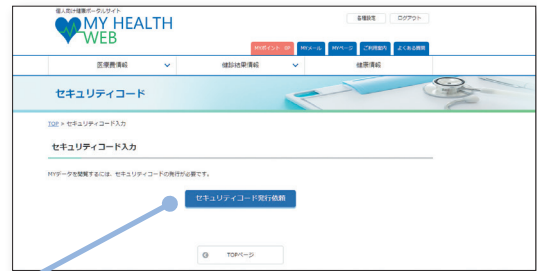 個人向け健康ポータルサイト
MY HEALTH WEB
各種設定 ログアウト
MYポイント 0P MYメール MYページ ご利用案内 よくある質問
医療費情報 健診結果情報 健康情報
セキュリティコード
TOP > セキュリティコード入力
セキュリティコード入力
MYデータを閲覧するには、セキュリティコードの発行が必要です。
セキュリティコード発行依頼
TOPページ